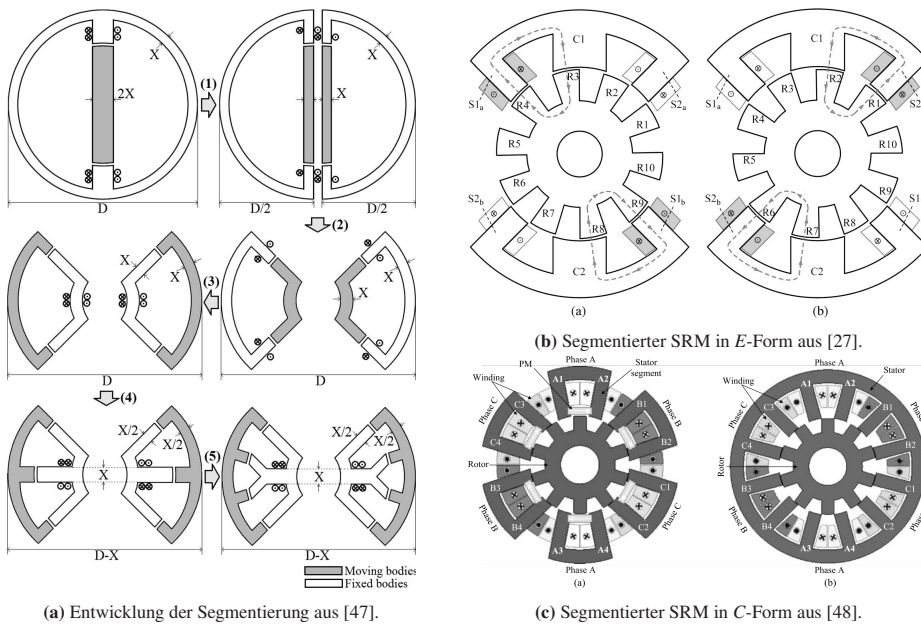 X
2X
D
(1)
X
X
D/2
D/2
(2)
X
X
D
(3)
X
X
D
(4)
X/2
X/2
X
D-X
(5)
X/2
X/2
X
D-X
Moving bodies
Fixed bodies
(a) Entwicklung der Segmentierung aus [47].
C1
S1a
S2a
R4
R3
R2
R1
R5
R10
R6
R9
R7
R8
S2b
S1b
C2
(a)
C1
S1a
S2
R3
R2
R4
R1
R5
R10
R6
R9
R7
R8
S2b
S1
C2
(b)
(b) Segmentierter SRM in E-Form aus [27].
Phase A
PM
A1
A2
Stator segment
Winding
Phase C
C3
C4
B1
B2
Phase B
Rotor
B3
B4
Phase B
C1
C2
Phase C
A3
A4
Phase A
(a)
Phase A
Winding
A1
A2
Stator
Phase C
C3
C4
B1
B2
Phase B
Rotor
B3
B4
Phase B
C1
C2
Phase C
A3
A4
Phase A
(b)
(c) Segmentierter SRM in C-Form aus [48].